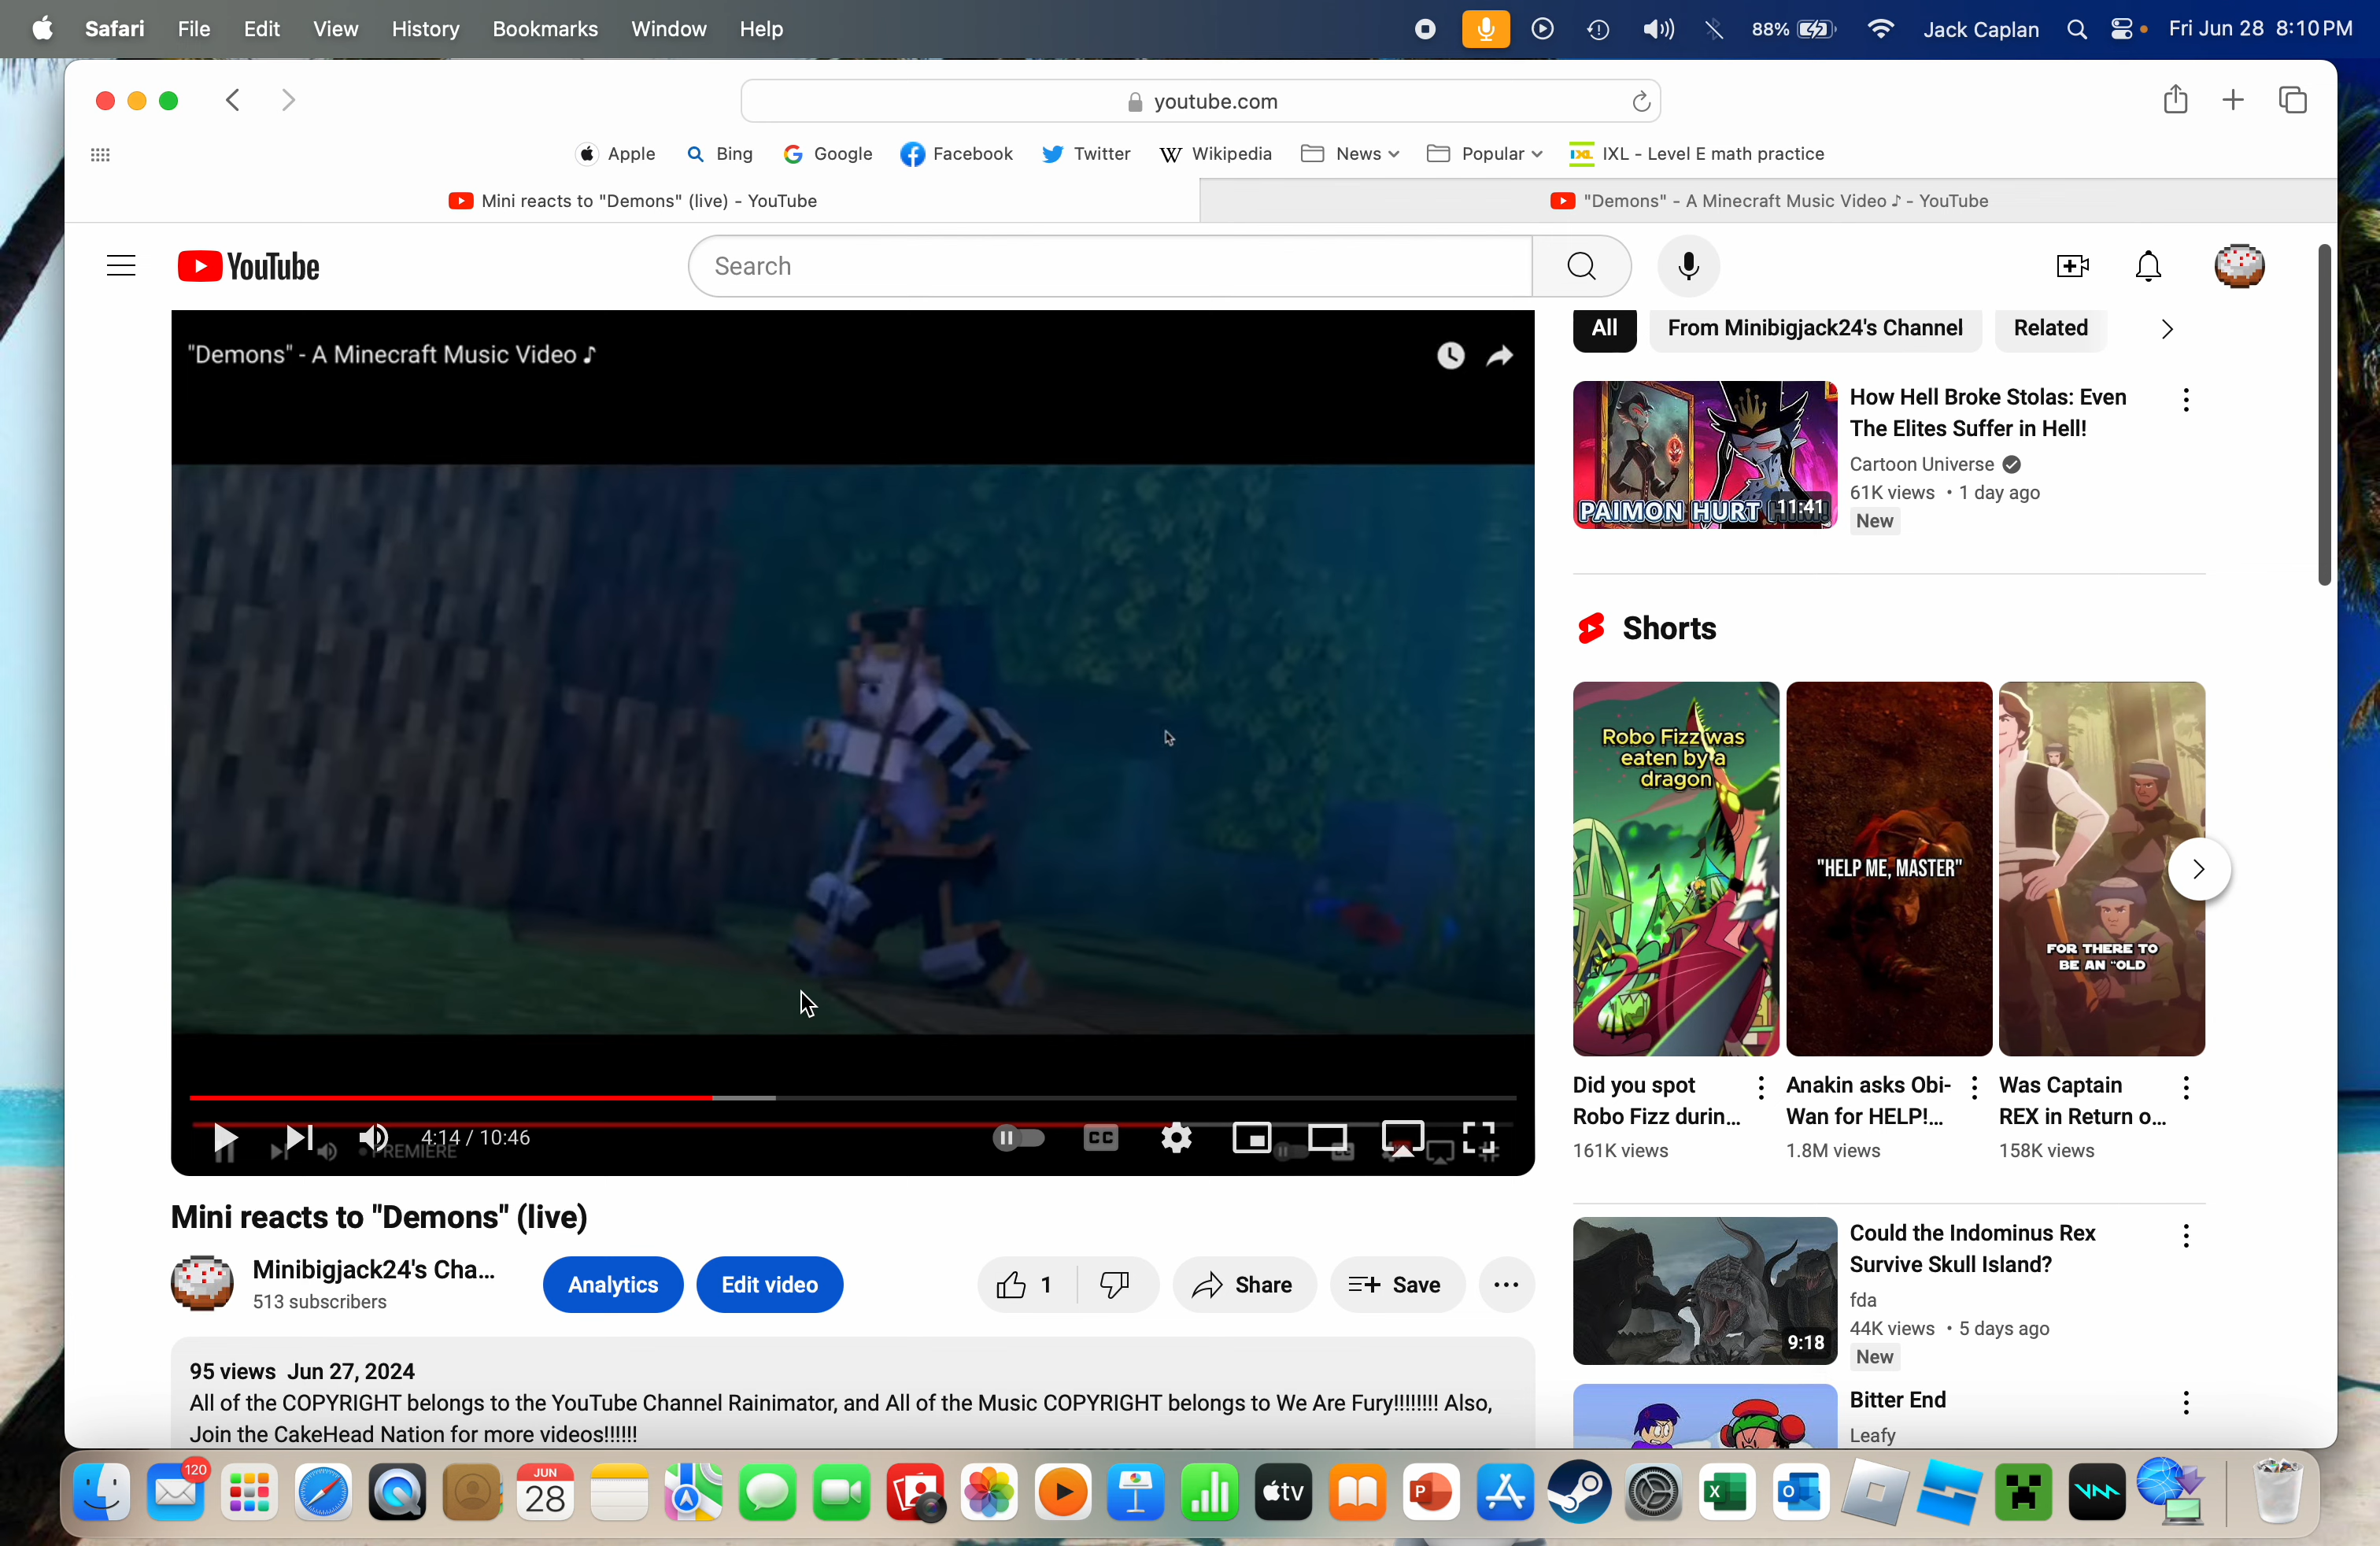 Safari File Edit View History Bookmarks Window Help
88% Jack Caplan Fri Jun 28 8:10 PM
youtube.com
Apple Bing Google Facebook Twitter Wikipedia News Popular IXL - Level E math practice
Mini reacts to "Demons" (live) - YouTube
"Demons" - A Minecraft Music Video ♪ - YouTube
YouTube
Search
"Demons" - A Minecraft Music Video ♪
All From Minibigjack24's Channel Related
PAIMON HURT
11:41
How Hell Broke Stolas: Even
The Elites Suffer in Hell!
Cartoon Universe
61K views • 1 day ago
New
Shorts
Robo Fizz was
eaten by a
dragon
"HELP ME, MASTER"
FOR THERE TO
BE AN "OLD
Did you spot
Robo Fizz durin...
161K views
Anakin asks Obi-
Wan for HELP!...
1.8M views
Was Captain
REX in Return o...
158K views
4:14 / 10:46
PREMIERE
CC
Mini reacts to "Demons" (live)
Minibigjack24's Cha...
513 subscribers
Analytics
Edit video
1
Share
Save
95 views Jun 27, 2024
All of the COPYRIGHT belongs to the YouTube Channel Rainimator, and All of the Music COPYRIGHT belongs to We Are Fury!!!!!!!! Also,
Join the CakeHead Nation for more videos!!!!!!
9:18
Could the Indominus Rex
Survive Skull Island?
fda
44K views • 5 days ago
New
Bitter End
Leafy
120
JUN
28
tv
P
X
O